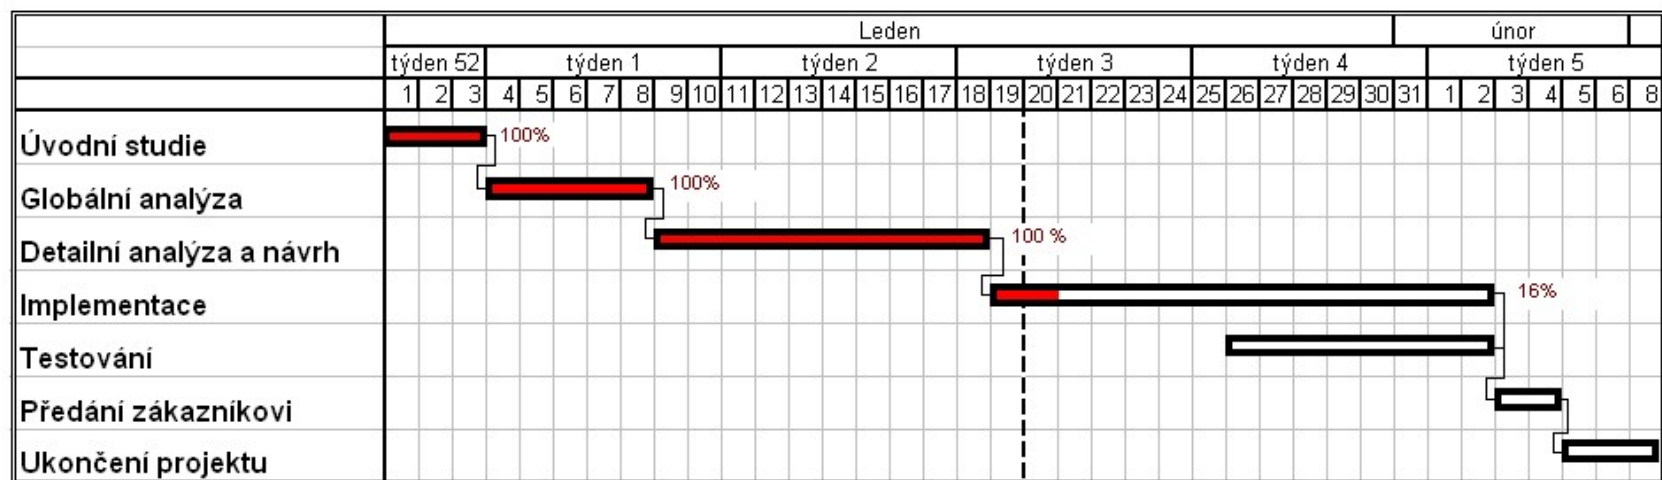 Leden únor
týden 52 týden 1 týden 2 týden 3 týden 4 týden 5
1 2 3 4 5 6 7 8 9 10 11 12 13 14 15 16 17 18 19 20 21 22 23 24 25 26 27 28 29 30 31 1 2 3 4 5 6 8
Úvodní studie 100%
Globální analýza 100%
Detailní analýza a návrh 100 %
Implementace 16%
Testování
Předání zákazníkovi
Ukončení projektu